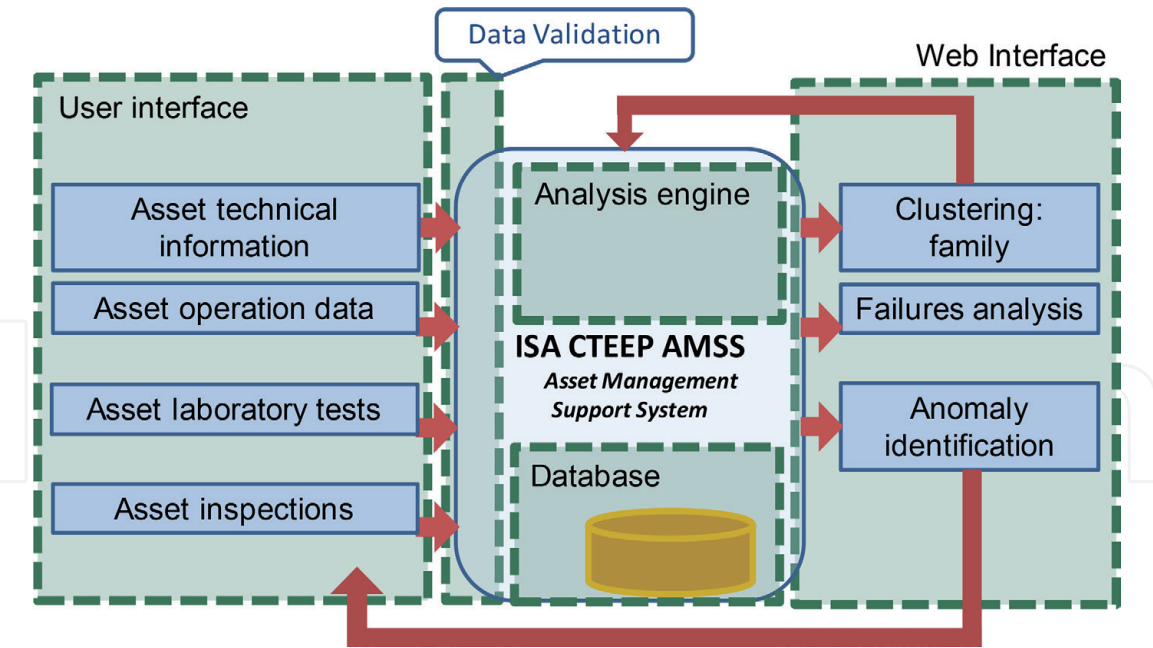 Data Validation
Web Interface
User interface
Asset technical
information
Asset operation data
Asset laboratory tests
Asset inspections
Analysis engine
ISA CTEEP AMSS
Asset Management
Support System
Database
Clustering:
family
Failures analysis
Anomaly
identification